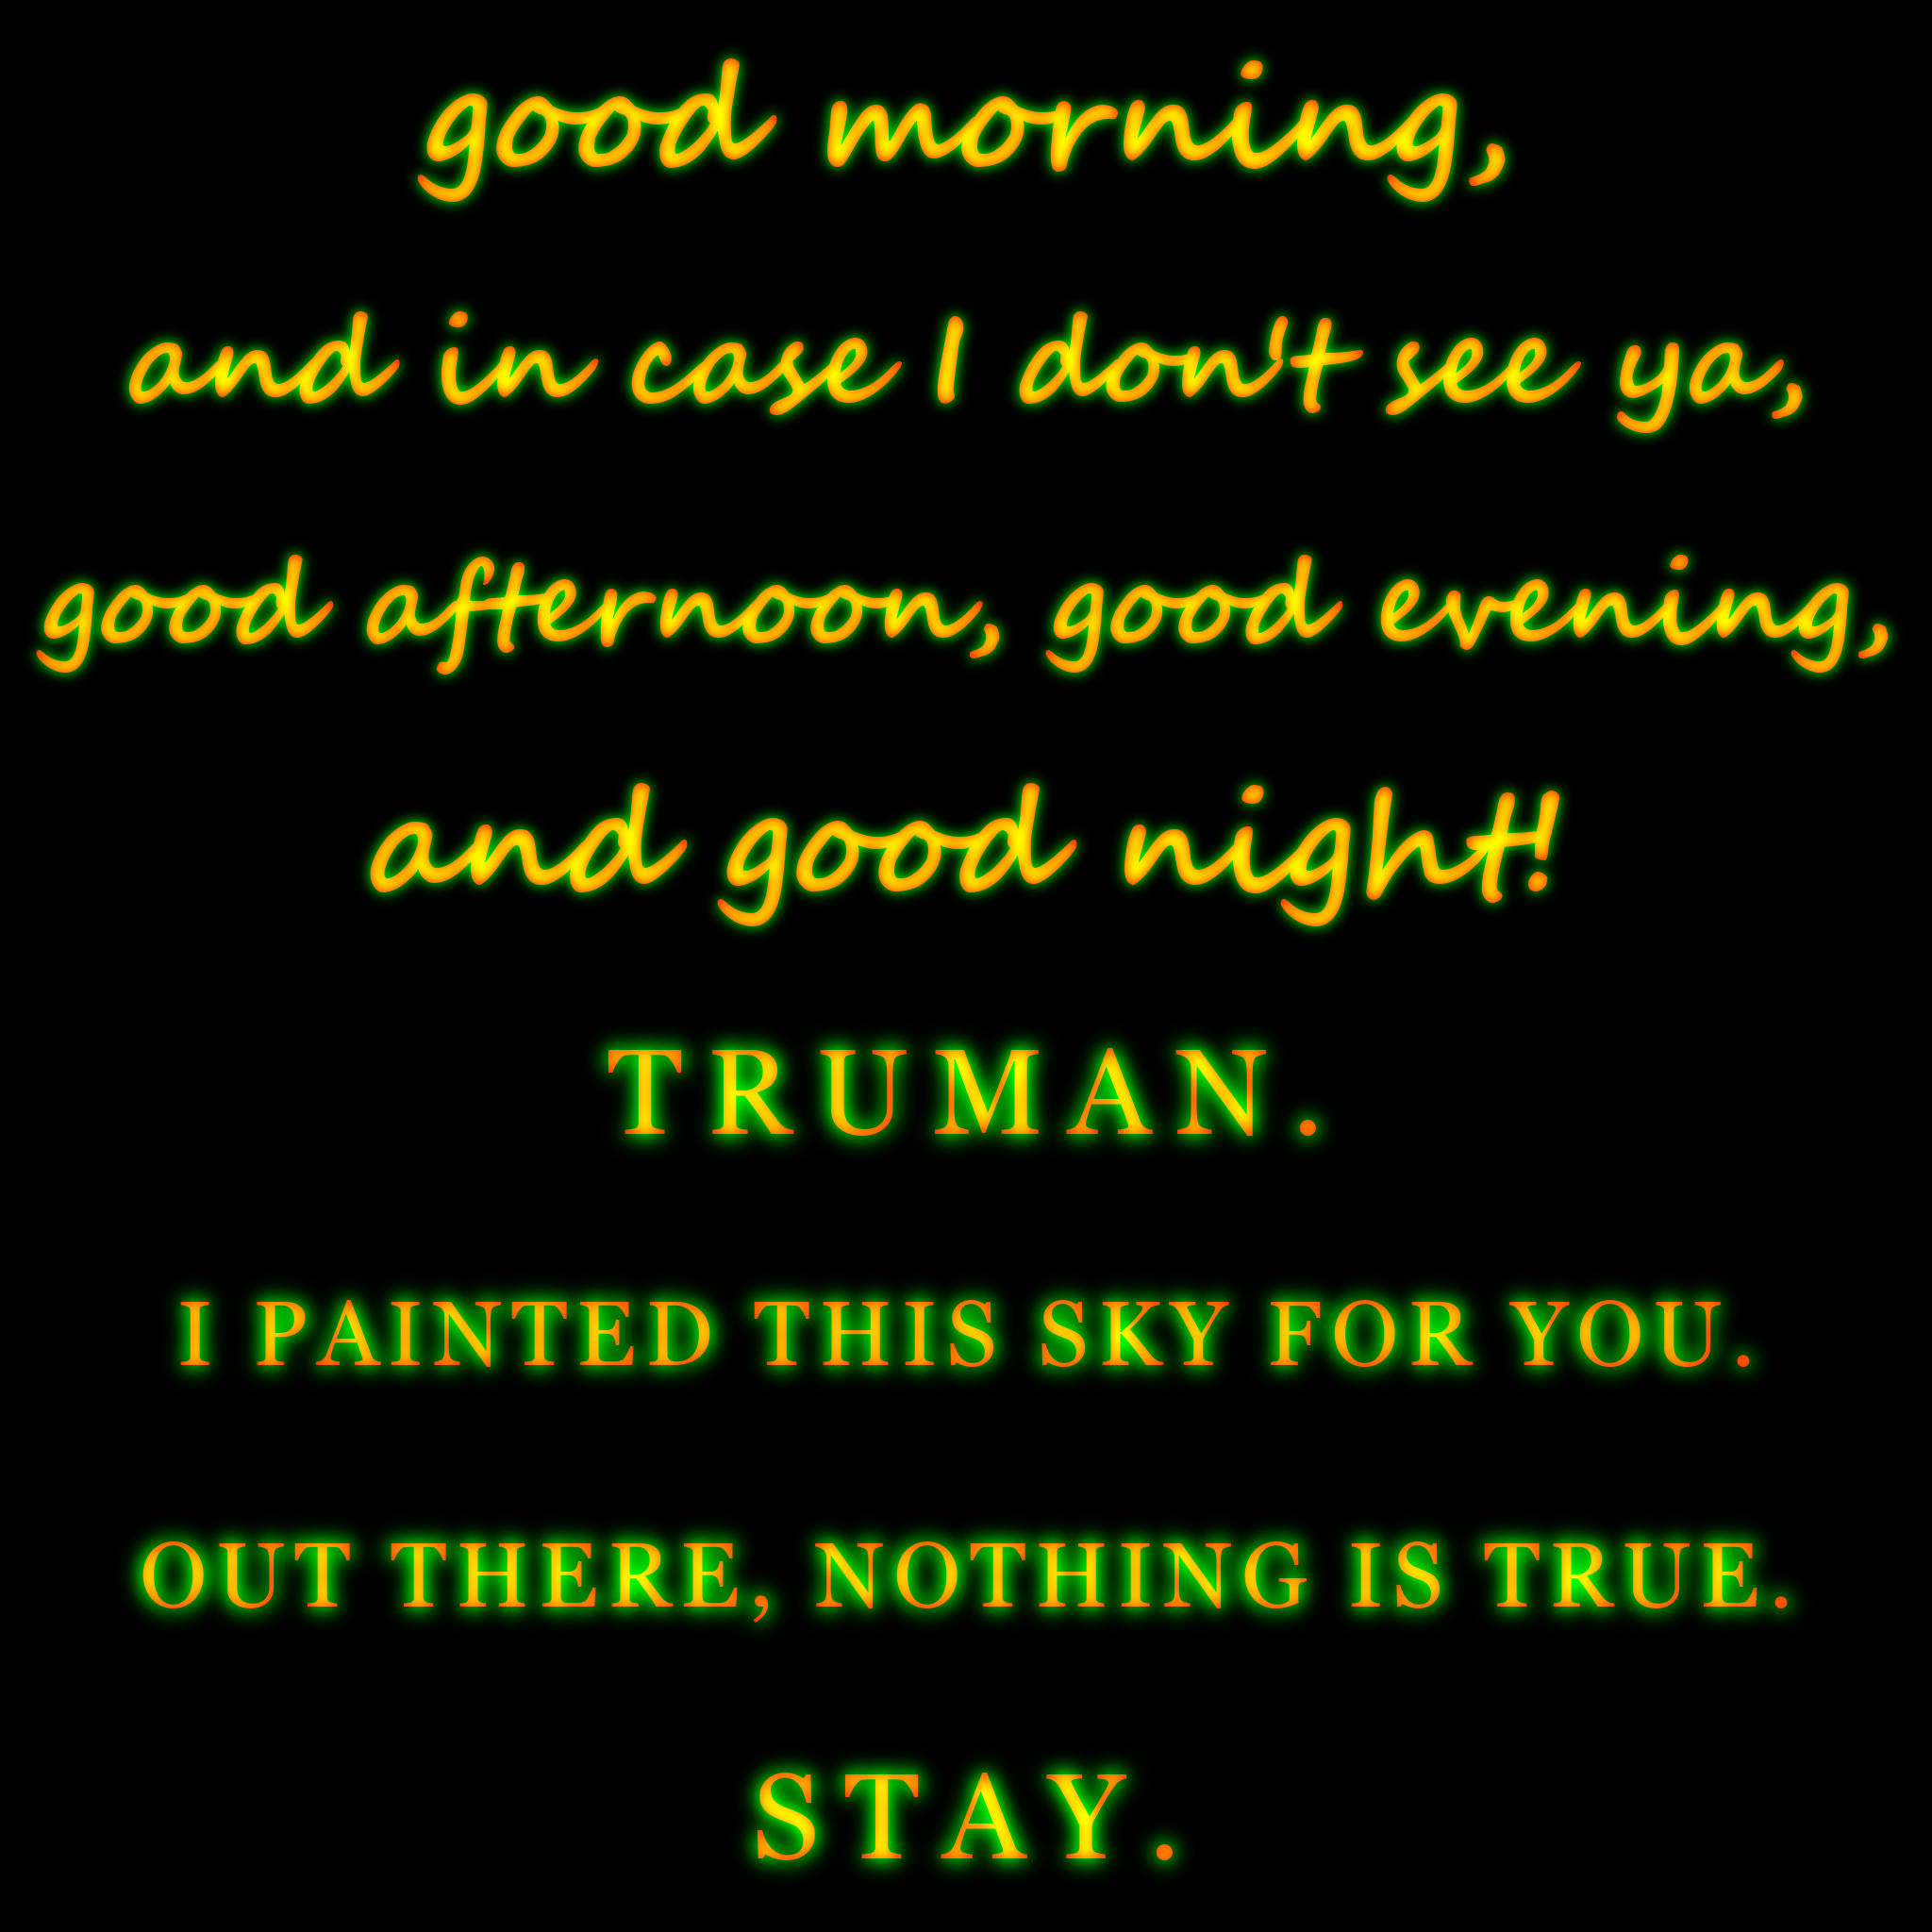 good morning,
and in case I don't see ya,
good afternoon, good evening,
and good night!
TRUMAN.
I PAINTED THIS SKY FOR YOU.
OUT THERE, NOTHING IS TRUE.
STAY.